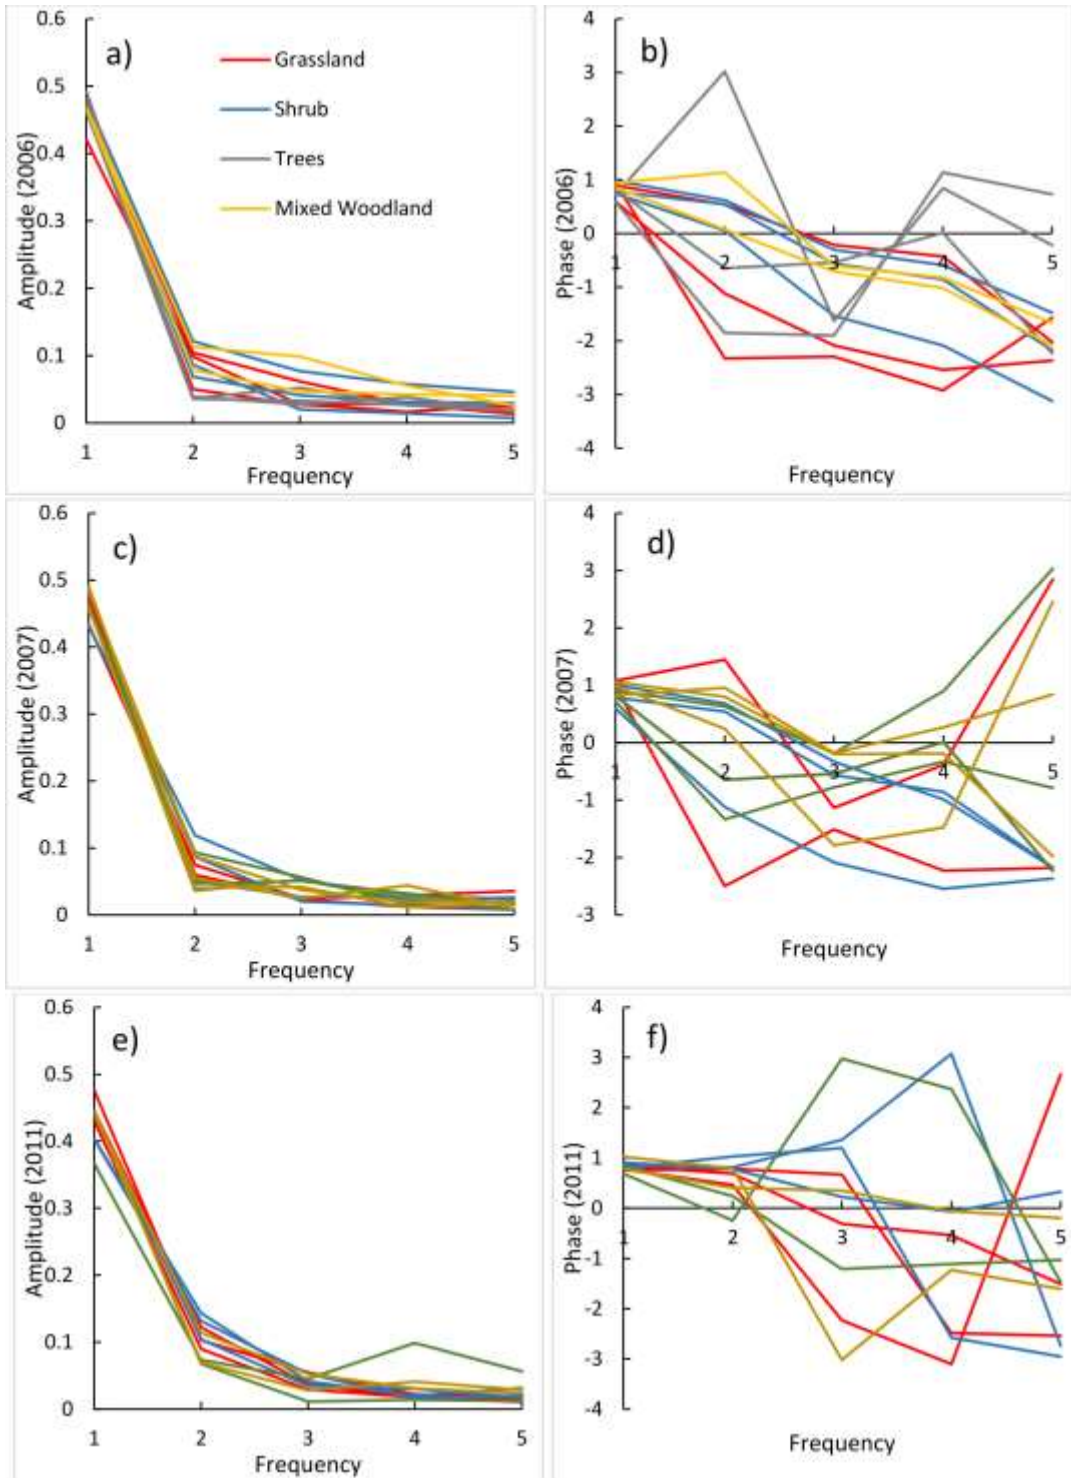 a)
Amplitude (2006)
0.6
0.5
0.4
0.3
0.2
0.1
0
1 2 3 4 5
Frequency
Grassland
Shrub
Trees
Mixed Woodland
b)
Phase (2006)
4
3
2
1
0
-1
-2
-3
-4
1 2 3 4 5
Frequency
c)
Amplitude (2007)
0.6
0.5
0.4
0.3
0.2
0.1
0
1 2 3 4 5
Frequency
d)
Phase (2007)
4
3
2
1
0
-1
-2
-3
1 2 3 4 5
Frequency
e)
Amplitude (2011)
0.6
0.5
0.4
0.3
0.2
0.1
0
1 2 3 4 5
Frequency
f)
Phase (2011)
4
3
2
1
0
-1
-2
-3
-4
1 2 3 4 5
Frequency